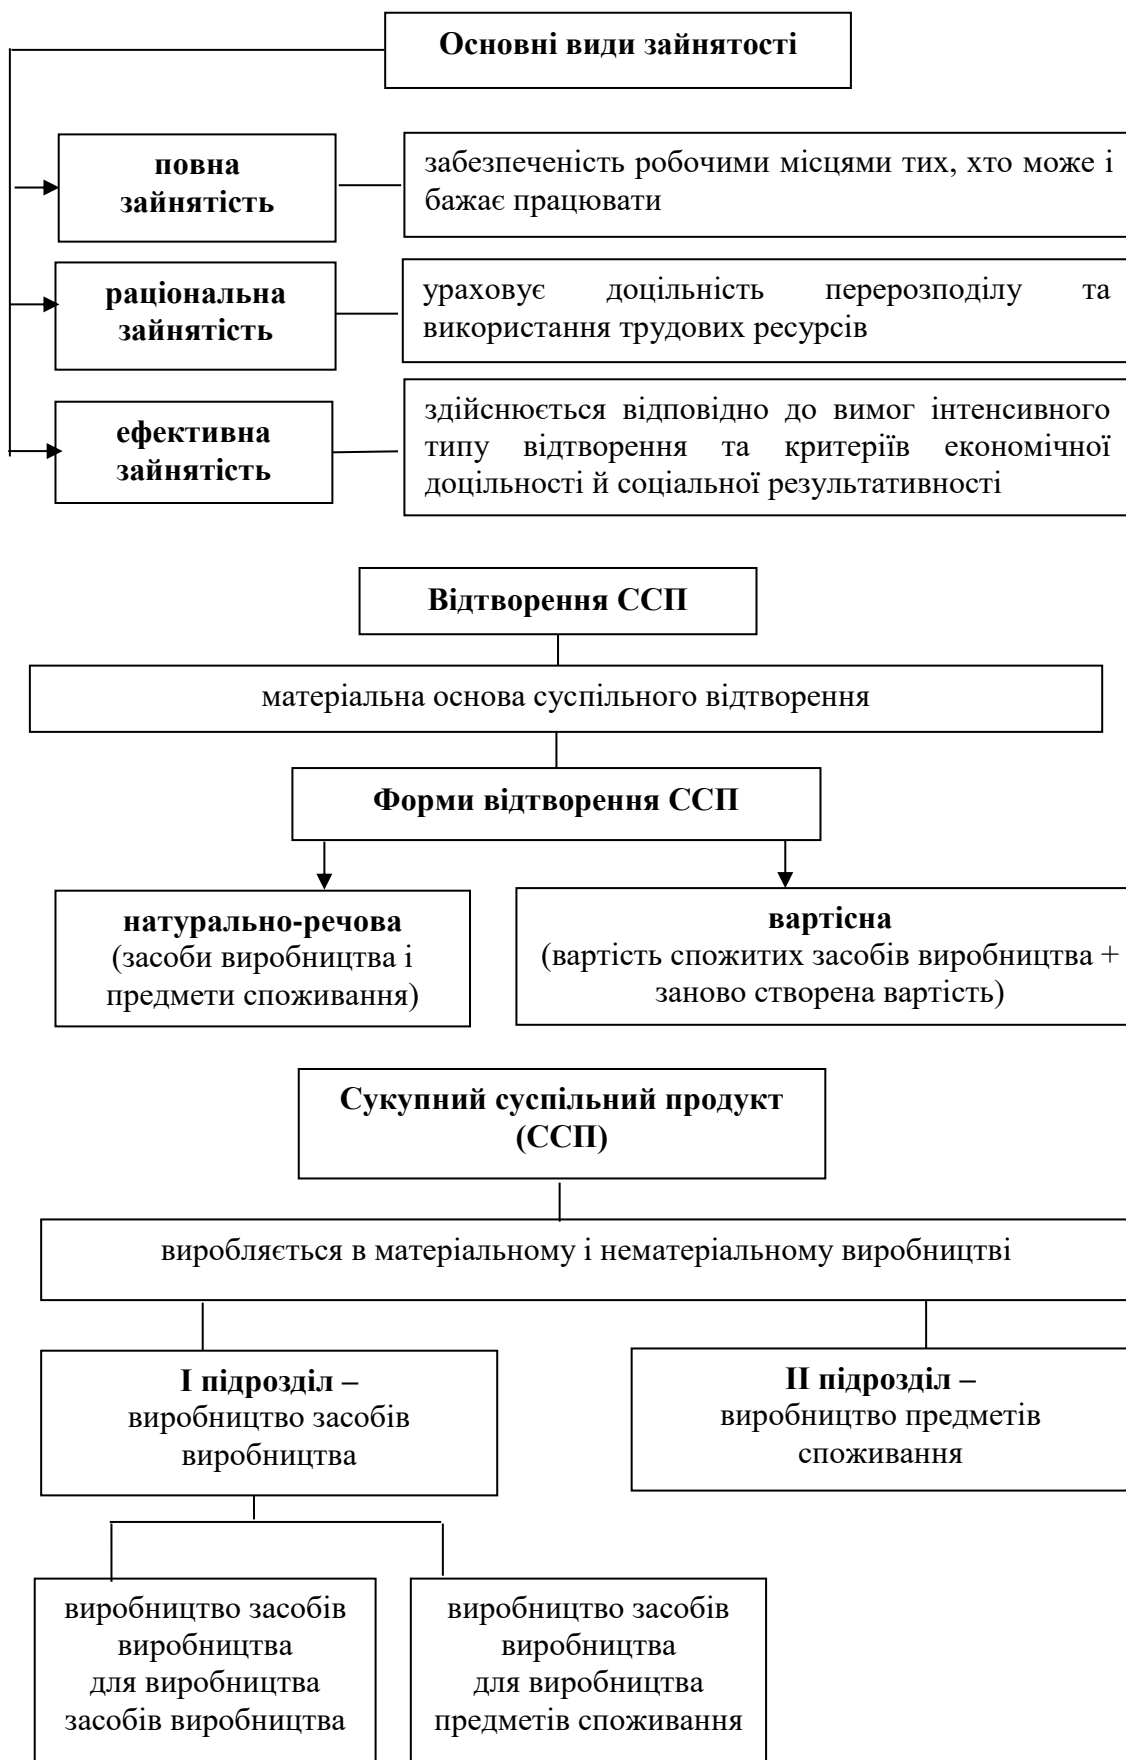 Основні види зайнятості
повна
зайнятість
забезпеченість робочими місцями тих, хто може і
бажає працювати
раціональна
зайнятість
ураховує доцільність перерозподілу та
використання трудових ресурсів
ефективна
зайнятість
здійснюється відповідно до вимог інтенсивного
типу відтворення та критеріїв економічної
доцільності й соціальної результативності
Відтворення ССП
матеріальна основа суспільного відтворення
Форми відтворення ССП
натурально-речова
(засоби виробництва і
предмети споживання)
вартісна
(вартість спожитих засобів виробництва +
заново створена вартість)
Сукупний суспільний продукт
(ССП)
виробляється в матеріальному і нематеріальному виробництві
І підрозділ –
виробництво засобів
виробництва
ІІ підрозділ –
виробництво предметів
споживання
виробництво засобів
виробництва
для виробництва
засобів виробництва
виробництво засобів
виробництва
для виробництва
предметів споживання